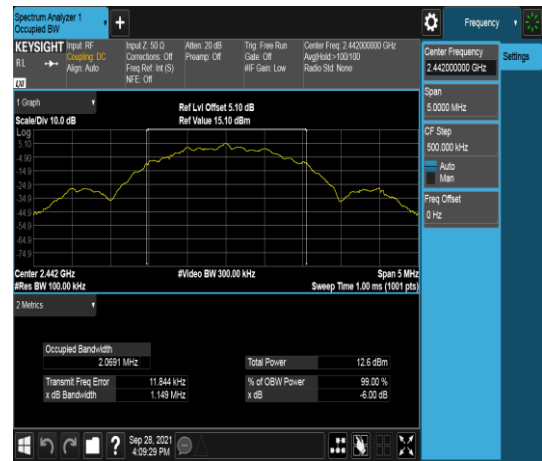 Spectrum Analyzer 1
Occupied BW
+
Frequency
KEYSIGHT
Input: RF
Coupling: DC
Align: Auto
RL
LXI
Input Z: 50 Ω
Corrections: Off
Freq Ref: Int (S)
NFE: Off
Atten: 20 dB
Preamp: Off
Trig: Free Run
Gate: Off
#IF Gain: Low
Center Freq: 2.442000000 GHz
Avg|Hold:>100/100
Radio Std: None
Center Frequency
2.442000000 GHz
Settings
Span
5.0000 MHz
CF Step
500.000 kHz
Auto
Man
Freq Offset
0 Hz
1 Graph
Scale/Div 10.0 dB
Ref Lvl Offset 5.10 dB
Ref Value 15.10 dBm
Log
5.10
-4.90
-14.9
-24.9
-34.9
-44.9
-54.9
-64.9
-74.9
Center 2.442 GHz
#Video BW 300.00 kHz
Span 5 MHz
#Res BW 100.00 kHz
Sweep Time 1.00 ms (1001 pts)
2 Metrics
Occupied Bandwidth
2.0691 MHz
Total Power 12.6 dBm
Transmit Freq Error 11.844 kHz
% of OBW Power 99.00 %
x dB Bandwidth 1.149 MHz
x dB -6.00 dB
?
Sep 28, 2021
4:09:29 PM